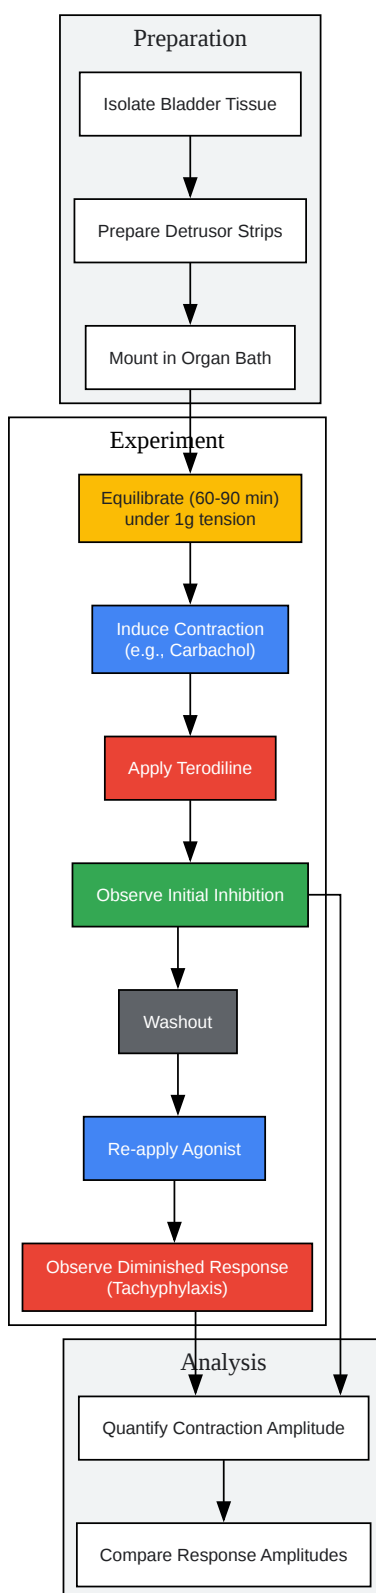 Preparation
Isolate Bladder Tissue
Prepare Detrusor Strips
Mount in Organ Bath
Experiment
Equilibrate (60-90 min)
under 1g tension
Induce Contraction
(e.g., Carbachol)
Apply Terodiline
Observe Initial Inhibition
Washout
Re-apply Agonist
Observe Diminished Response
(Tachyphylaxis)
Analysis
Quantify Contraction Amplitude
Compare Response Amplitudes